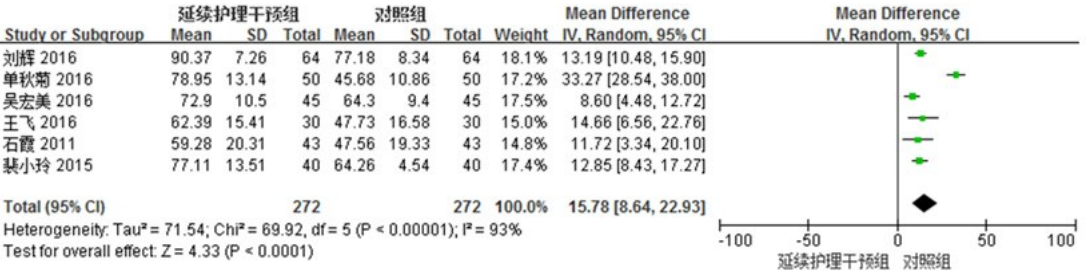 延续护理干预组 对照组 Mean Difference Mean Difference
Study or Subgroup Mean SD Total Mean SD Total Weight IV, Random, 95% CI IV, Random, 95% CI
刘辉 2016 90.37 7.26 64 77.18 8.34 64 18.1% 13.19 [10.48, 15.90]
单秋菊 2016 78.95 13.14 50 45.68 10.86 50 17.2% 33.27 [28.54, 38.00]
吴宏美 2016 72.9 10.5 45 64.3 9.4 45 17.5% 8.60 [4.48, 12.72]
王飞 2016 62.39 15.41 30 47.73 16.58 30 15.0% 14.66 [6.56, 22.76]
石霞 2011 59.28 20.31 43 47.56 19.33 43 14.8% 11.72 [3.34, 20.10]
裴小玲 2015 77.11 13.51 40 64.26 4.54 40 17.4% 12.85 [8.43, 17.27]
Total (95% CI) 272 272 100.0% 15.78 [8.64, 22.93]
Heterogeneity: Tau² = 71.54; Chi² = 69.92, df = 5 (P < 0.00001); I² = 93%
Test for overall effect: Z = 4.33 (P < 0.0001)
-100 -50 0 50 100
延续护理干预组 对照组